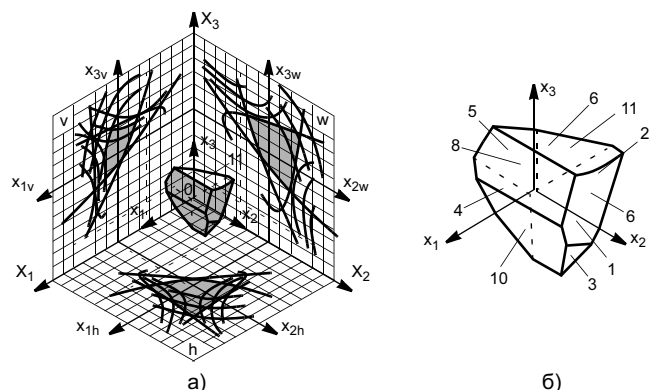 X₃
x₃ᵥ
x₃w
v
w
x₃
11
x₁ᵥ
0
x₂w
x₁
x₂
X₁
X₂
x₁ₕ
x₂ₕ
h
а)
x₃
6
11
5
2
8
4
6
x₁
x₂
10
1
3
б)